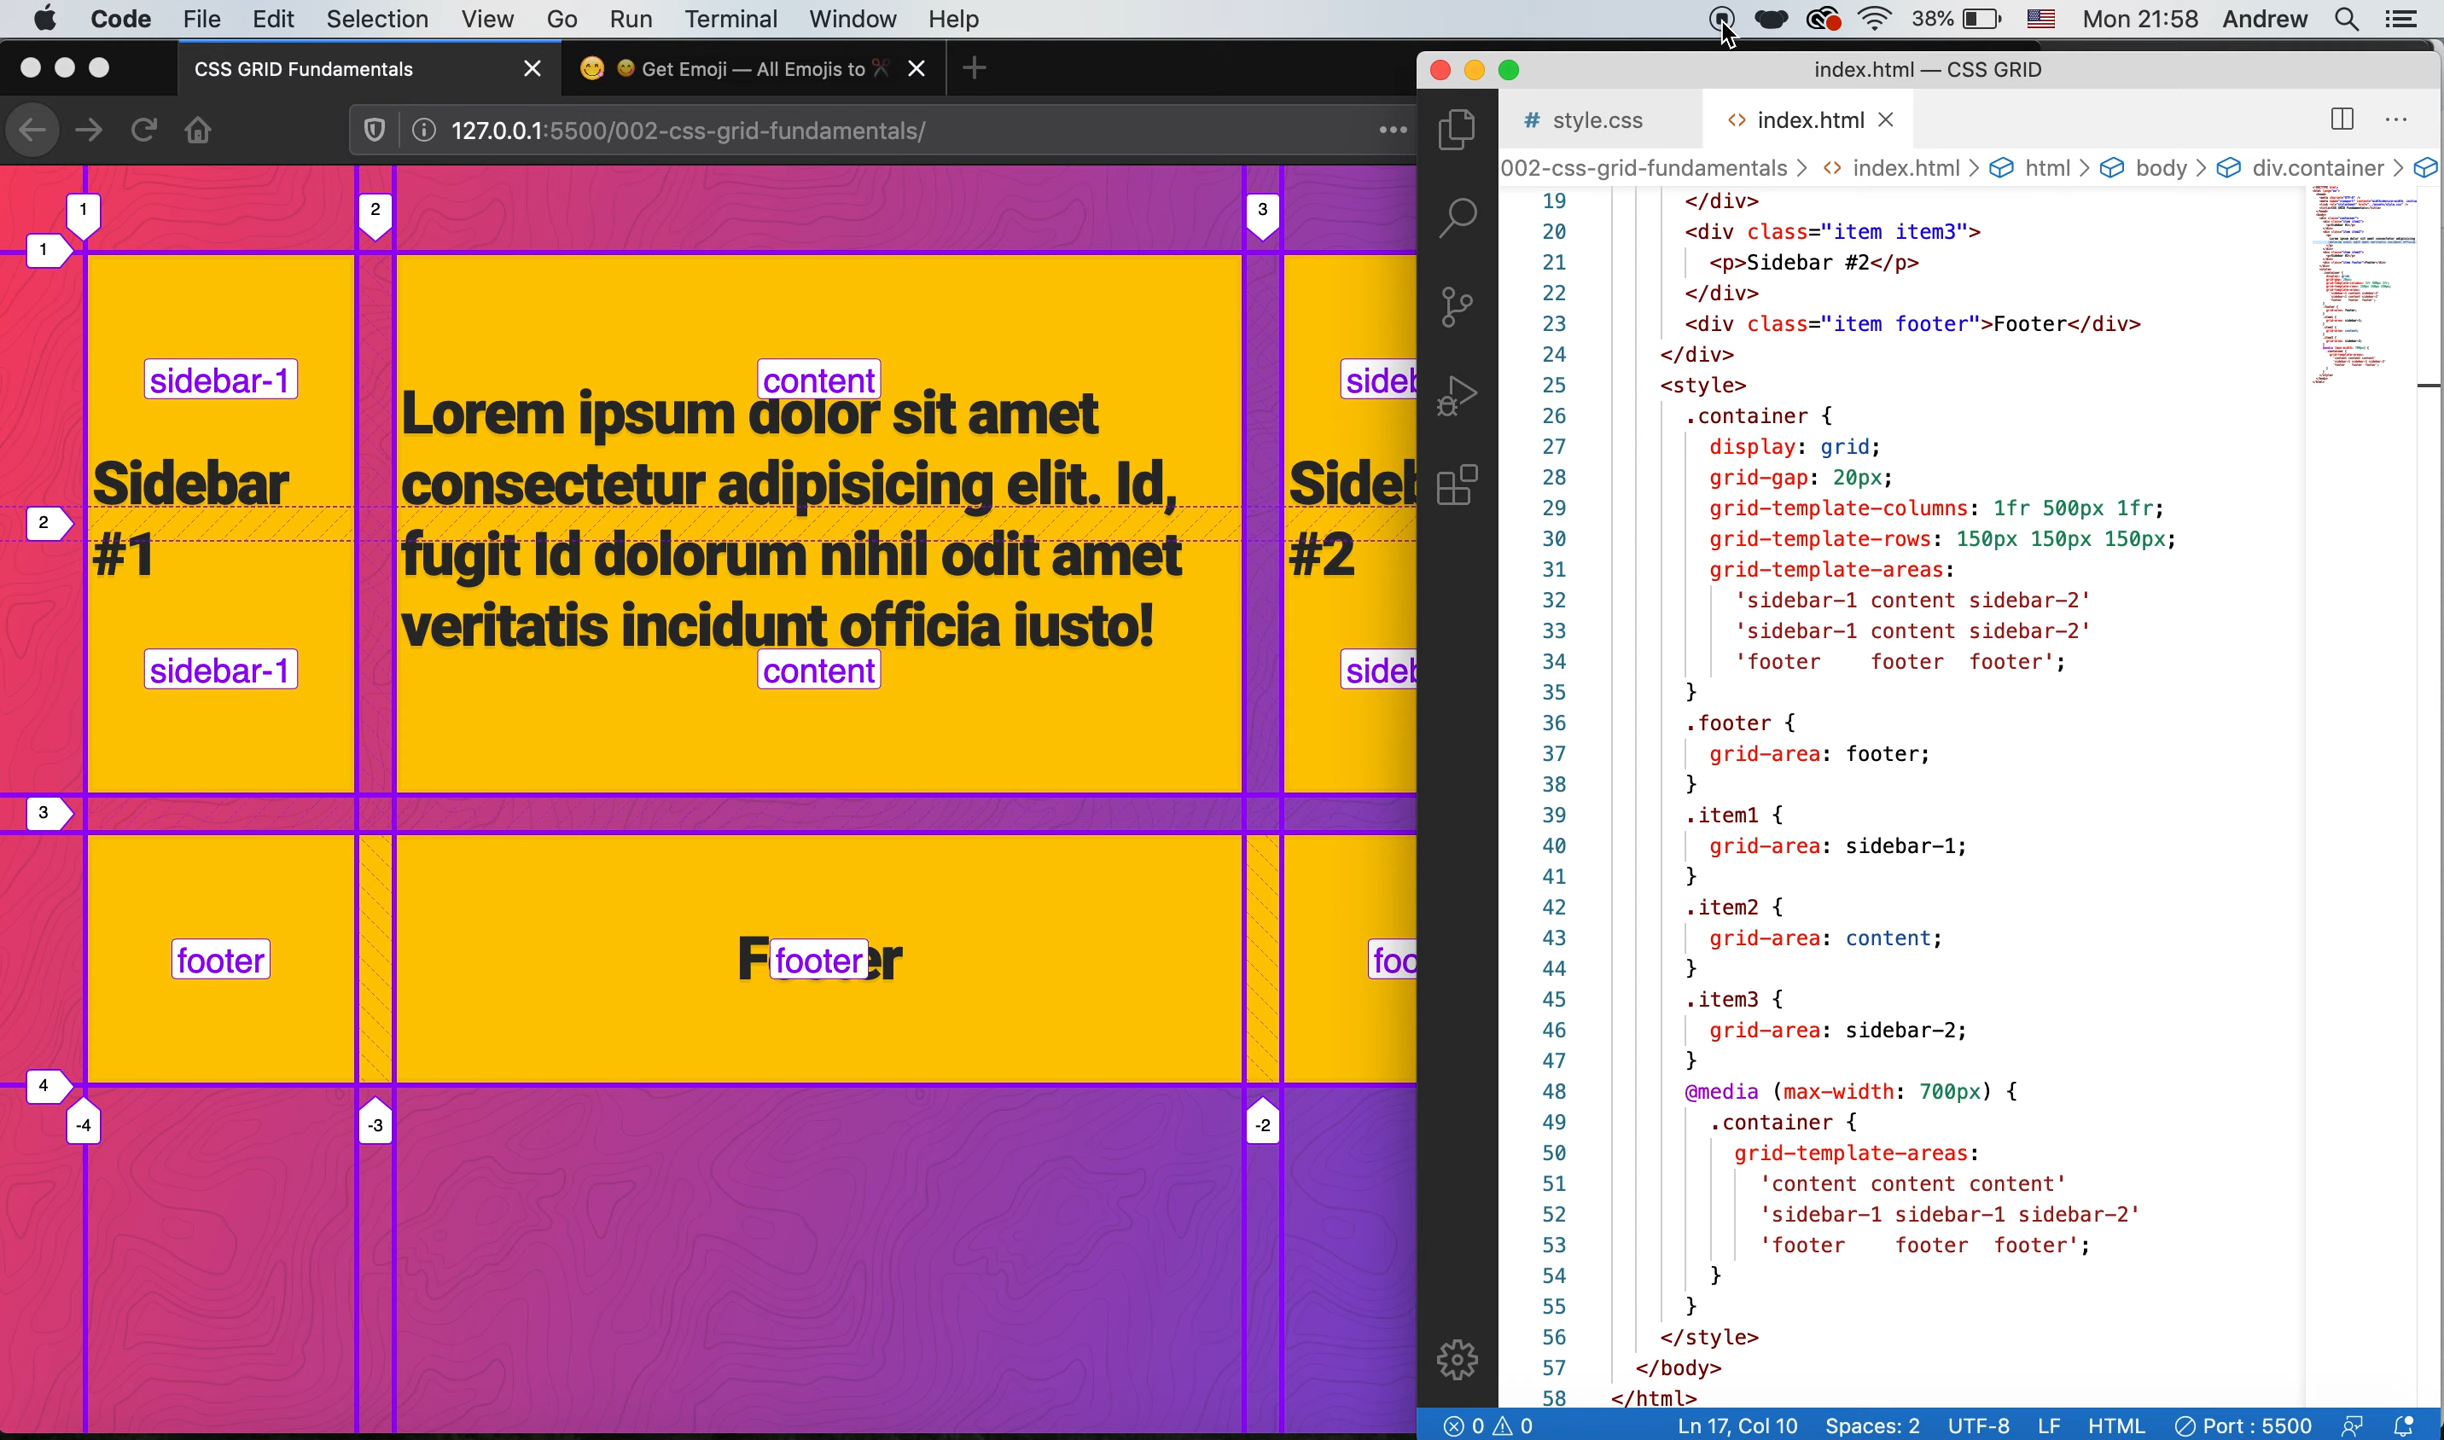 Code File Edit Selection View Go Run Terminal Window Help
38% Mon 21:58 Andrew
CSS GRID Fundamentals
Get Emoji — All Emojis to
127.0.0.1:5500/002-css-grid-fundamentals/
1
2
3
1
sidebar-1
content
sideb
Lorem ipsum dolor sit amet
consectetur adipisicing elit. Id,
fugit Id dolorum nihil odit amet
veritatis incidunt officia iusto!
Sidebar
#1
Sideb
#2
2
sidebar-1
content
sideb
3
footer
Footer
footer
foo
4
-4
-3
-2
index.html — CSS GRID
# style.css
<> index.html
002-css-grid-fundamentals > <> index.html > html > body > div.container >
19 </div>
20 <div class="item item3">
21 <p>Sidebar #2</p>
22 </div>
23 <div class="item footer">Footer</div>
24 </div>
25 <style>
26 .container {
27 display: grid;
28 grid-gap: 20px;
29 grid-template-columns: 1fr 500px 1fr;
30 grid-template-rows: 150px 150px 150px;
31 grid-template-areas:
32 'sidebar-1 content sidebar-2'
33 'sidebar-1 content sidebar-2'
34 'footer    footer  footer';
35 }
36 .footer {
37 grid-area: footer;
38 }
39 .item1 {
40 grid-area: sidebar-1;
41 }
42 .item2 {
43 grid-area: content;
44 }
45 .item3 {
46 grid-area: sidebar-2;
47 }
48 @media (max-width: 700px) {
49 .container {
50 grid-template-areas:
51 'content content content'
52 'sidebar-1 sidebar-1 sidebar-2'
53 'footer    footer  footer';
54 }
55 }
56 </style>
57 </body>
58 </html>
0 0 Ln 17, Col 10 Spaces: 2 UTF-8 LF HTML Port : 5500